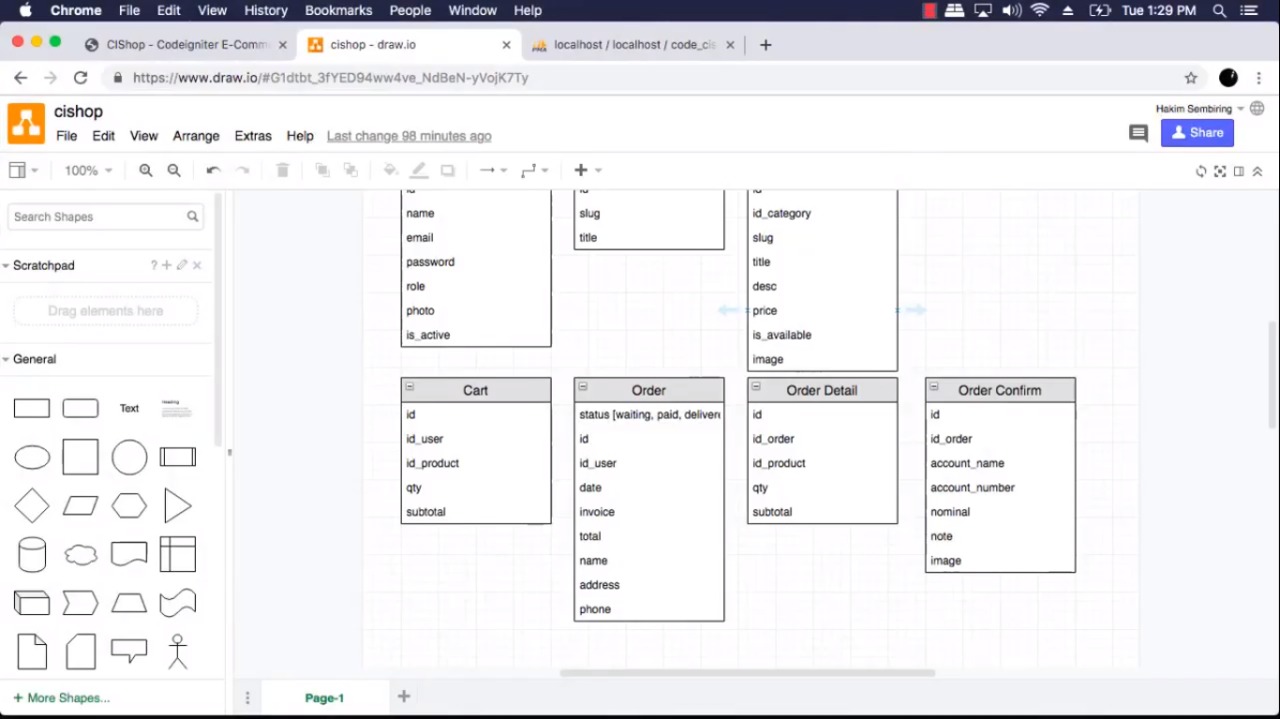 Chrome File Edit View History Bookmarks People Window Help Tue 1:29 PM
CIShop - Codeigniter E-Comm
cishop - draw.io
localhost / localhost / code_cis
https://www.draw.io/#G1dtbt_3fYED94ww4ve_NdBeN-yVojK7Ty
cishop
Hakim Sembiring
File Edit View Arrange Extras Help Last change 98 minutes ago
Share
100%
Search Shapes
Scratchpad
?
Drag elements here
General
Text
Heading
+ More Shapes...
id
name
email
password
role
photo
is_active
id
slug
title
id
id_category
slug
title
desc
price
is_available
image
Cart
id
id_user
id_product
qty
subtotal
Order
status [waiting, paid, delivere
id
id_user
date
invoice
total
name
address
phone
Order Detail
id
id_order
id_product
qty
subtotal
Order Confirm
id
id_order
account_name
account_number
nominal
note
image
Page-1